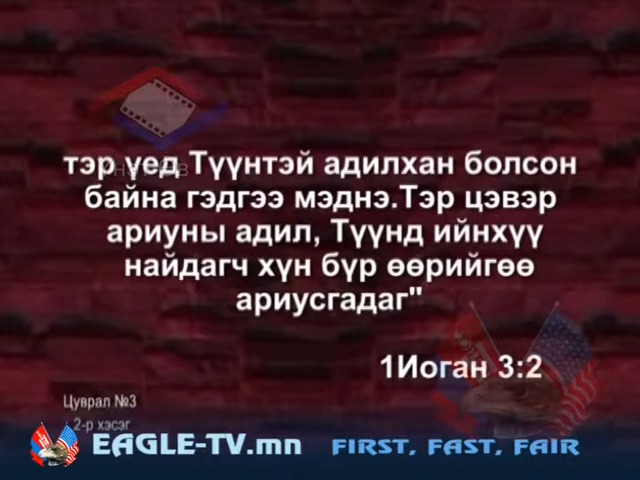 тэр үед Түүнтэй адилхан болсон
байна гэдгээ мэднэ.Тэр цэвэр
ариуны адил, Түүнд ийнхүү
найдагч хүн бүр өөрийгөө
ариусгадаг"
1Иоган 3:2
Цуврал №3
2-р хэсэг
EAGLE-TV.mn FIRST, FAST, FAIR